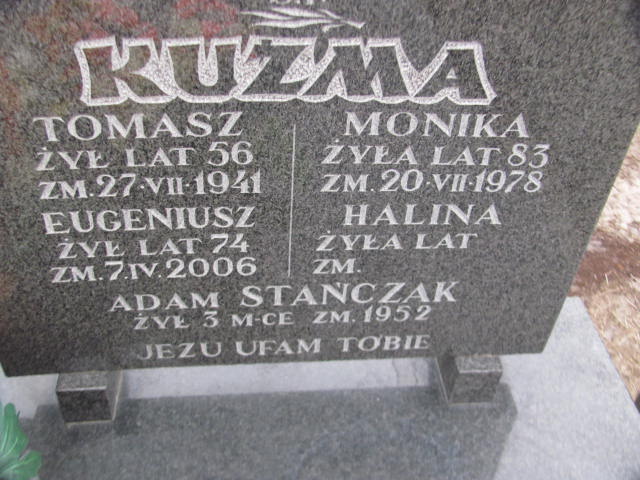 Ś.P.
KUŹMA
TOMASZ
ŻYŁ LAT 56
ZM. 27·VII·1941
MONIKA
ŻYŁA LAT 83
ZM. 20·VII·1978
EUGENIUSZ
ŻYŁ LAT 74
ZM. 7.IV.2006
HALINA
ŻYŁA LAT
ZM.
ADAM STAŃCZAK
ŻYŁ 3 M-CE ZM. 1952
JEZU UFAM TOBIE